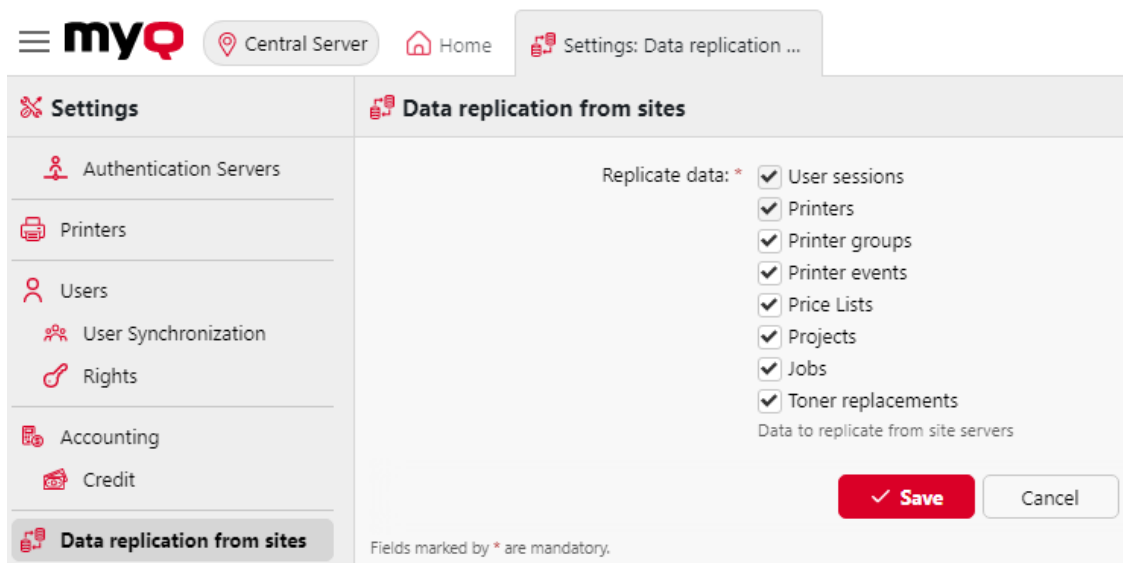 myQ
Central Server
Home
Settings: Data replication ...
Settings
Authentication Servers
Printers
Users
User Synchronization
Rights
Accounting
Credit
Data replication from sites
Data replication from sites
Replicate data: *
User sessions
Printers
Printer groups
Printer events
Price Lists
Projects
Jobs
Toner replacements
Data to replicate from site servers
Save
Cancel
Fields marked by * are mandatory.